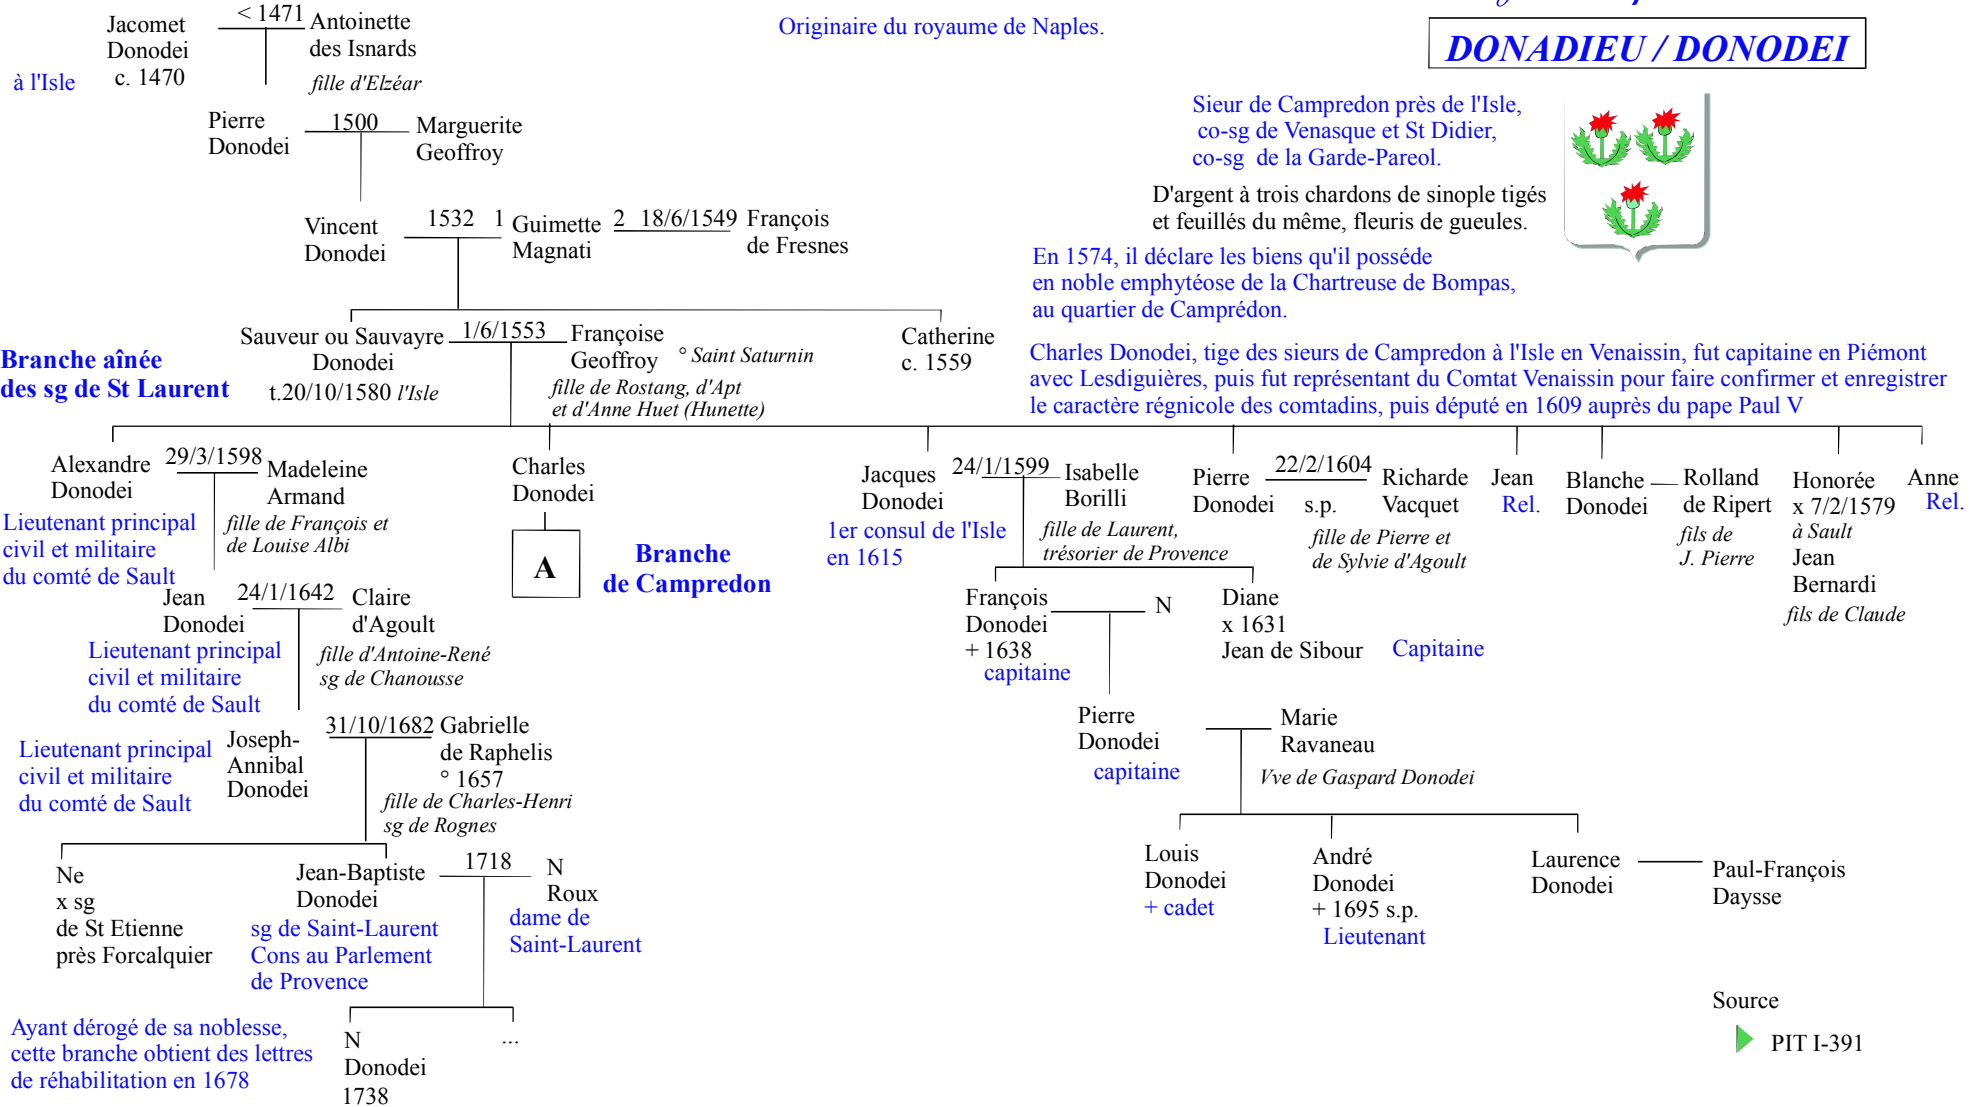 DONADIEU / DONODEI
Originaire du royaume de Naples.
Sieur de Campredon près de l'Isle,
co-sg de Venasque et St Didier,
co-sg de la Garde-Pareol.
D'argent à trois chardons de sinople tigés
et feuillés du même, fleuris de gueules.
En 1574, il déclare les biens qu'il posséde
en noble emphytéose de la Chartreuse de Bompas,
au quartier de Camprédon.
Charles Donodei, tige des sieurs de Campredon à l'Isle en Venaissin, fut capitaine en Piémont
avec Lesdiguières, puis fut représentant du Comtat Venaissin pour faire confirmer et enregistrer
le caractère régnicole des comtadins, puis député en 1609 auprès du pape Paul V
Jacomet
Donodei
c. 1470
à l'Isle
< 1471
Antoinette
des Isnards
fille d'Elzéar
Pierre
Donodei
1500
Marguerite
Geoffroy
Vincent
Donodei
1532 1
Guimette
Magnati
2 18/6/1549
François
de Fresnes
Branche aînée
des sg de St Laurent
Sauveur ou Sauvayre
Donodei
t.20/10/1580 l'Isle
1/6/1553
Françoise
Geoffroy
° Saint Saturnin
fille de Rostang, d'Apt
et d'Anne Huet (Hunette)
Catherine
c. 1559
Alexandre
Donodei
Lieutenant principal
civil et militaire
du comté de Sault
29/3/1598
Madeleine
Armand
fille de François et
de Louise Albi
Charles
Donodei
A
Branche
de Campredon
Jacques
Donodei
1er consul de l'Isle
en 1615
24/1/1599
Isabelle
Borilli
fille de Laurent,
trésorier de Provence
Pierre
Donodei
22/2/1604
s.p.
Richarde
Vacquet
fille de Pierre et
de Sylvie d'Agoult
Jean
Rel.
Blanche
Donodei
Rolland
de Ripert
fils de
J. Pierre
Honorée
x 7/2/1579
à Sault
Jean
Bernardi
fils de Claude
Anne
Rel.
Jean
Donodei
Lieutenant principal
civil et militaire
du comté de Sault
24/1/1642
Claire
d'Agoult
fille d'Antoine-René
sg de Chanousse
François
Donodei
+ 1638
capitaine
N
Diane
x 1631
Jean de Sibour
Capitaine
Lieutenant principal
civil et militaire
du comté de Sault
Joseph-
Annibal
Donodei
31/10/1682
Gabrielle
de Raphelis
° 1657
fille de Charles-Henri
sg de Rognes
Pierre
Donodei
capitaine
Marie
Ravaneau
Vve de Gaspard Donodei
Ne
x sg
de St Etienne
près Forcalquier
Jean-Baptiste
Donodei
sg de Saint-Laurent
Cons au Parlement
de Provence
1718
N
Roux
dame de
Saint-Laurent
Louis
Donodei
+ cadet
André
Donodei
+ 1695 s.p.
Lieutenant
Laurence
Donodei
Paul-François
Daysse
Ayant dérogé de sa noblesse,
cette branche obtient des lettres
de réhabilitation en 1678
N
Donodei
1738
...
Source
PIT I-391